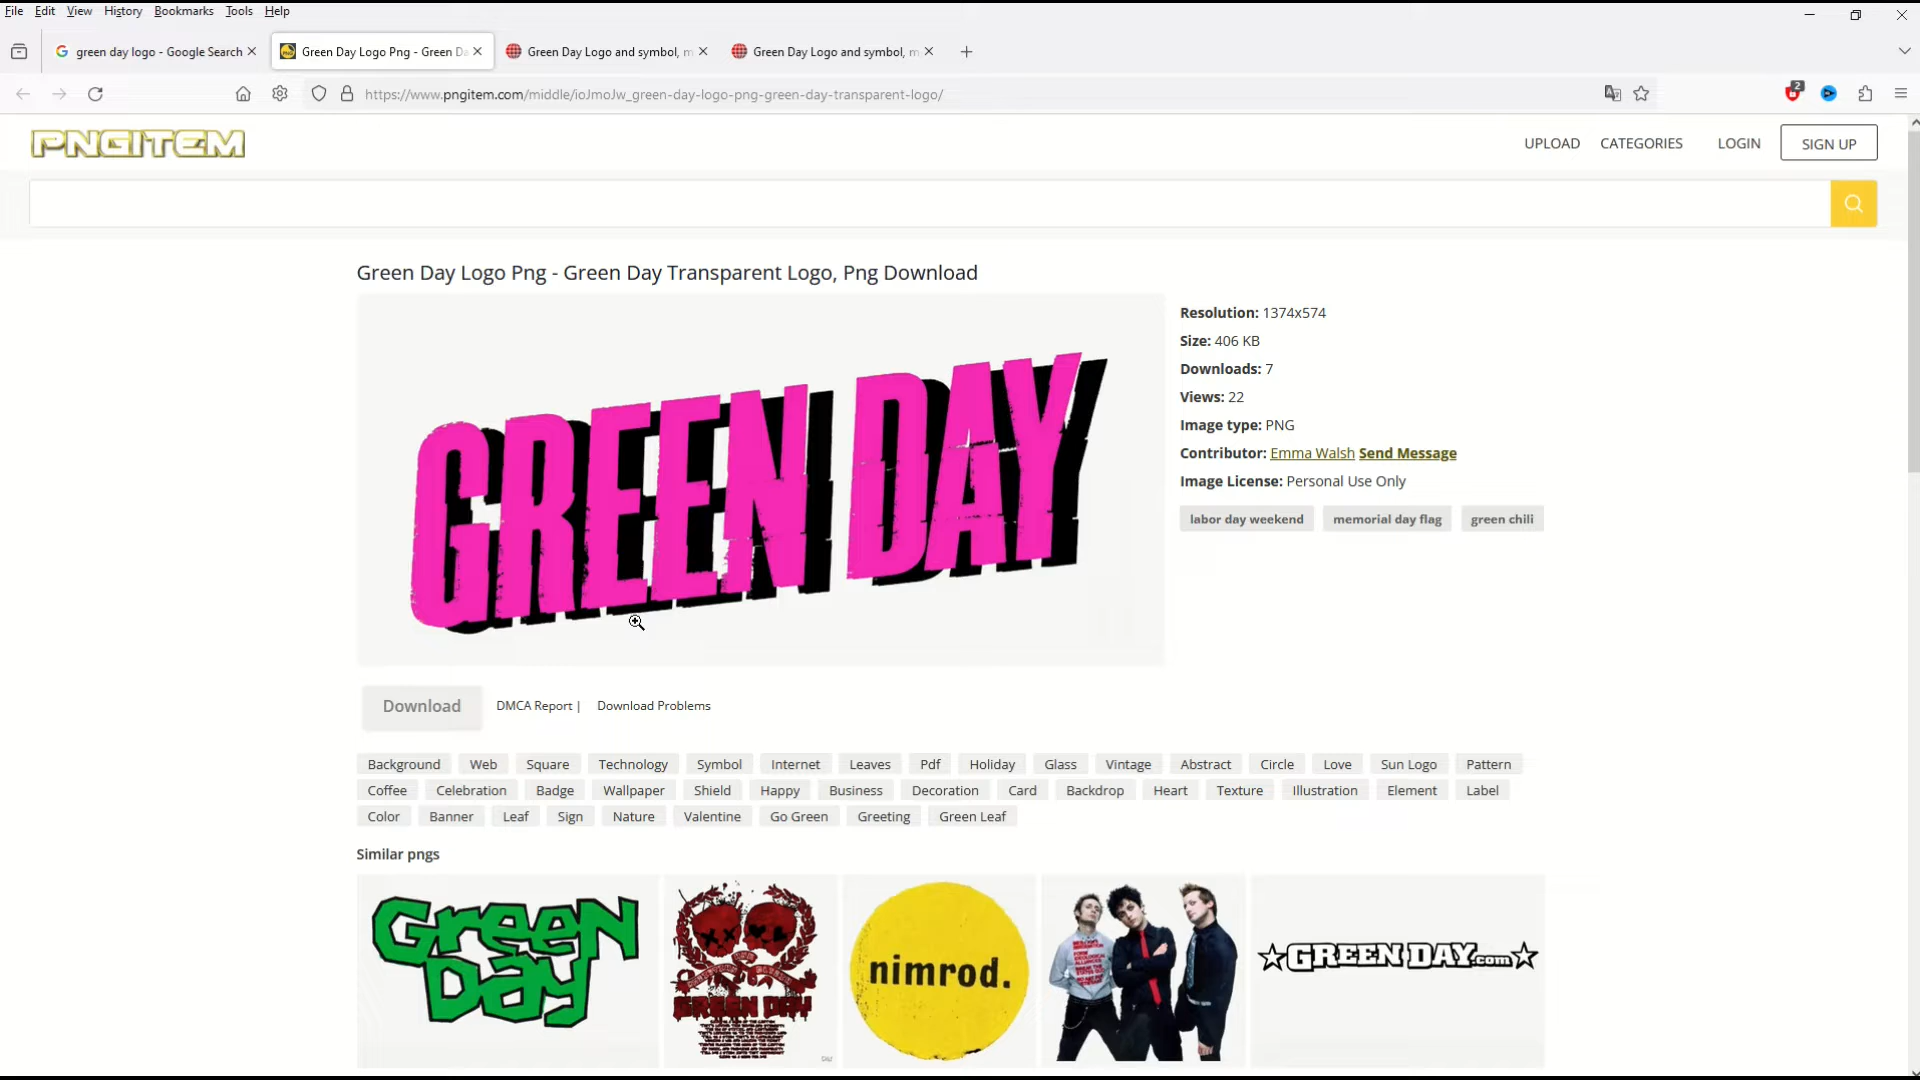 File Edit View History Bookmarks Tools Help
green day logo - Google Search
Green Day Logo Png - Green Da
Green Day Logo and symbol, m
Green Day Logo and symbol, m
https://www.pngitem.com/middle/ioJmoJw_green-day-logo-png-green-day-transparent-logo/
2
PNGITEM
UPLOAD CATEGORIES LOGIN SIGN UP
Green Day Logo Png - Green Day Transparent Logo, Png Download
GREEN DAY
Resolution: 1374x574
Size: 406 KB
Downloads: 7
Views: 22
Image type: PNG
Contributor: Emma Walsh Send Message
Image License: Personal Use Only
labor day weekend memorial day flag green chili
Download DMCA Report | Download Problems
Background Web Square Technology Symbol Internet Leaves Pdf Holiday Glass Vintage Abstract Circle Love Sun Logo Pattern
Coffee Celebration Badge Wallpaper Shield Happy Business Decoration Card Backdrop Heart Texture Illustration Element Label
Color Banner Leaf Sign Nature Valentine Go Green Greeting Green Leaf
Similar pngs
Green Day
GREEN DAY
nimrod.
GREEN DAY.com